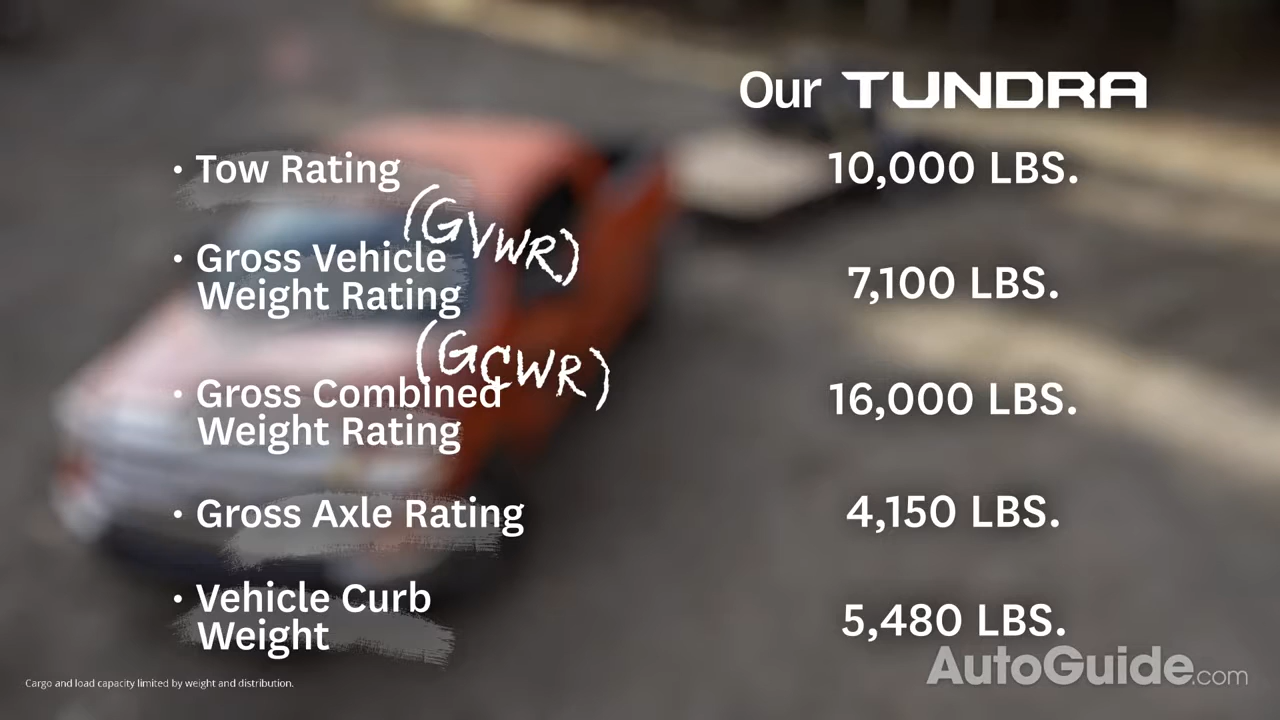 Our TUNDRA
• Tow Rating 10,000 LBS.
(GVWR)
• Gross Vehicle
Weight Rating 7,100 LBS.
(GCWR)
• Gross Combined
Weight Rating 16,000 LBS.
• Gross Axle Rating 4,150 LBS.
• Vehicle Curb
Weight 5,480 LBS.
AutoGuide.com
Cargo and load capacity limited by weight and distribution.